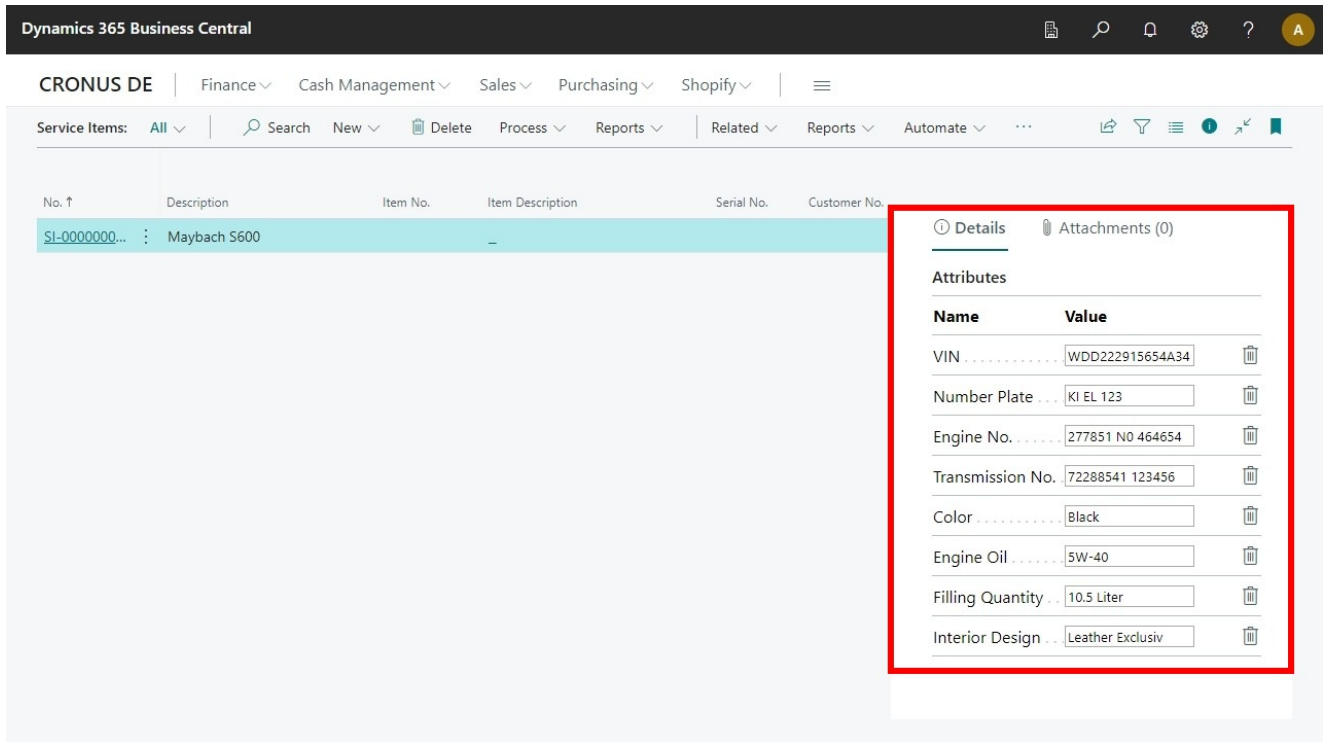 Dynamics 365 Business Central ? A
CRONUS DE Finance Cash Management Sales Purchasing Shopify
Service Items: All Search New Delete Process Reports Related Reports Automate ...
No. ↑ Description Item No. Item Description Serial No. Customer No.
SI-0000000... Maybach S600 _
Details Attachments (0)
Attributes
Name Value
VIN WDD222915654A34
Number Plate KI EL 123
Engine No. 277851 N0 464654
Transmission No. 72288541 123456
Color Black
Engine Oil 5W-40
Filling Quantity 10.5 Liter
Interior Design Leather Exclusiv